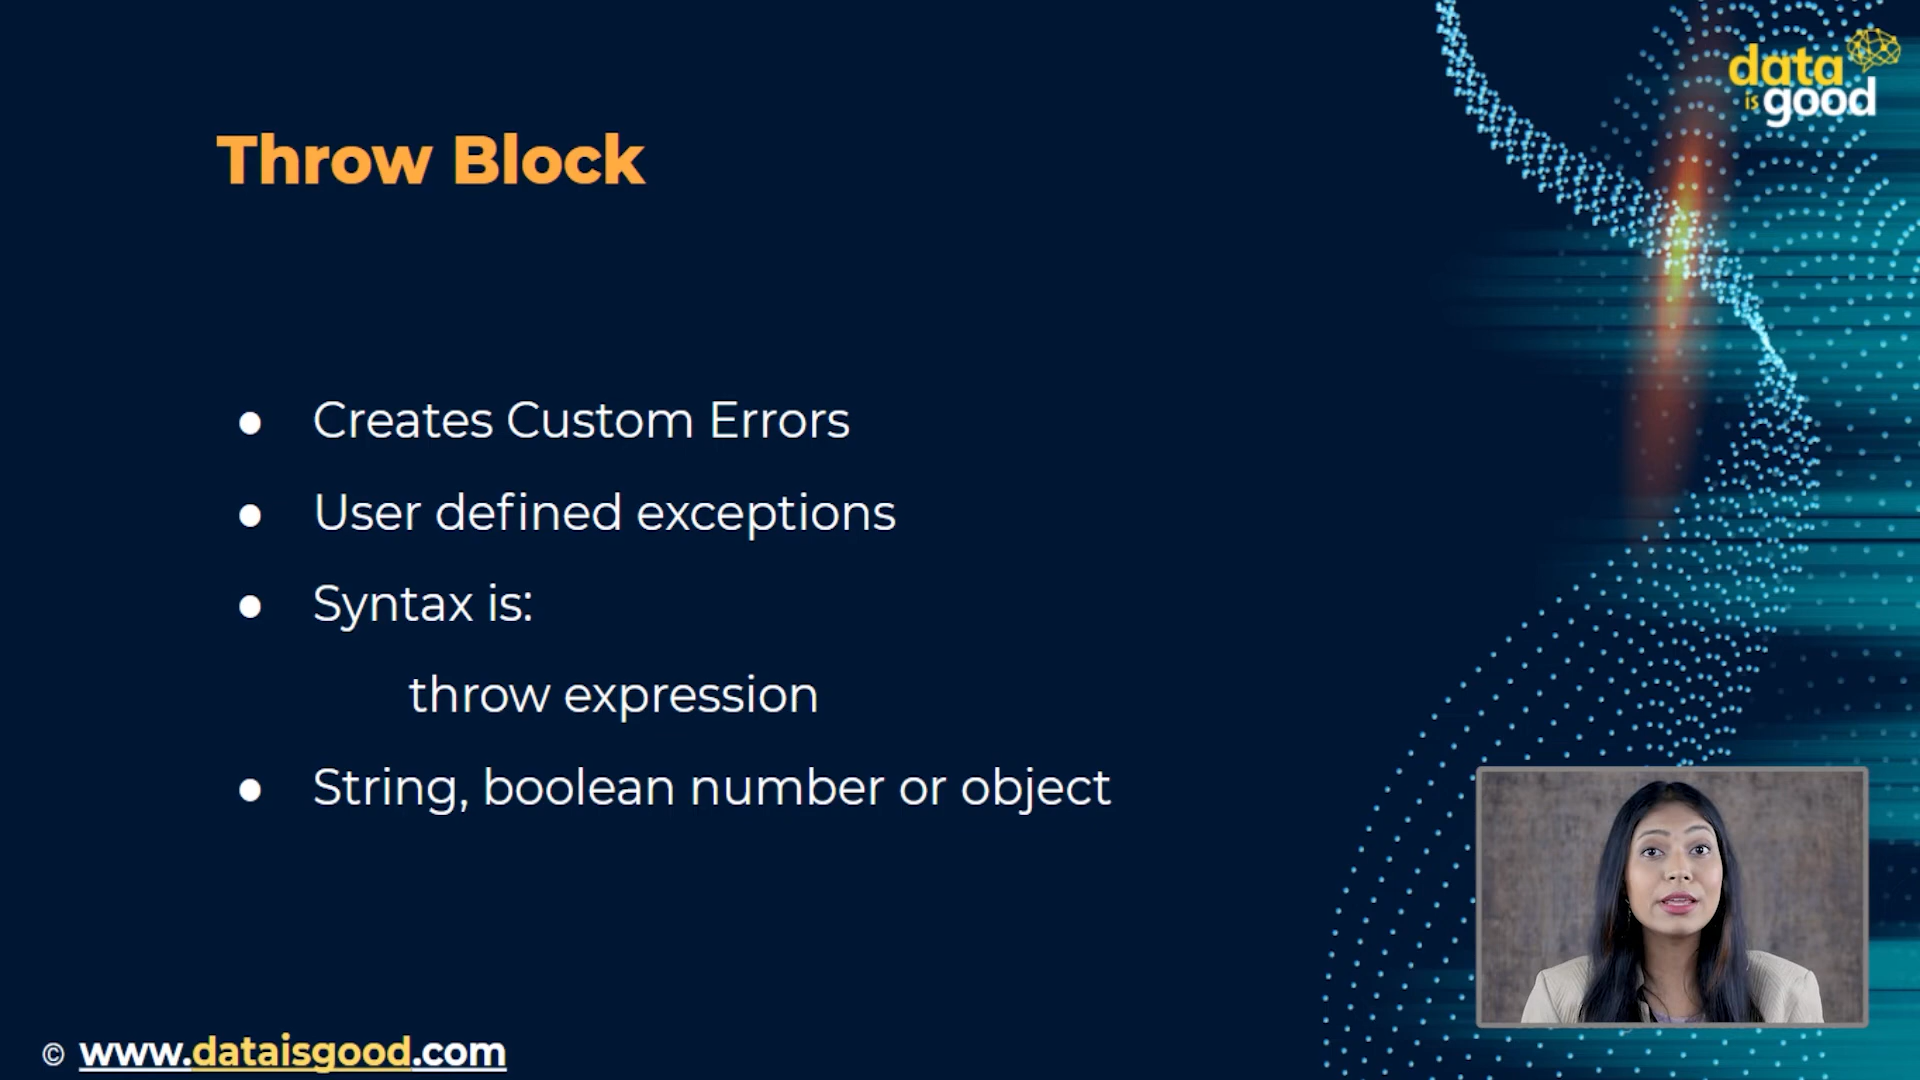 data
is good
Throw Block
● Creates Custom Errors
● User defined exceptions
● Syntax is:
throw expression
● String, boolean number or object
© www.dataisgood.com